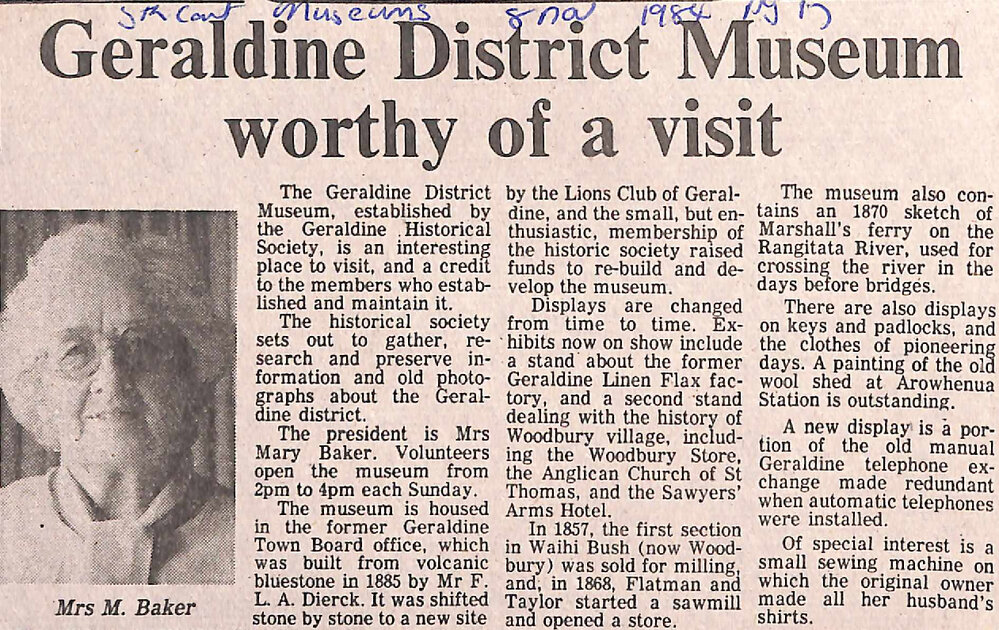 Sth Cant Museums 8 Nov 1984 pg 17
Geraldine District Museum
worthy of a visit
The Geraldine District
Museum, established by
the Geraldine Historical
Society, is an interesting
place to visit, and a credit
to the members who estab-
lished and maintain it.
The historical society
sets out to gather, re-
search and preserve in-
formation and old photo-
graphs about the Geral-
dine district.
The president is Mrs
Mary Baker. Volunteers
open the museum from
2pm to 4pm each Sunday.
The museum is housed
in the former Geraldine
Town Board office, which
was built from volcanic
bluestone in 1885 by Mr F.
L. A. Dierck. It was shifted
stone by stone to a new site
by the Lions Club of Geral-
dine, and the small, but en-
thusiastic, membership of
the historic society raised
funds to re-build and de-
velop the museum.
Displays are changed
from time to time. Ex-
hibits now on show include
a stand about the former
Geraldine Linen Flax fac-
tory, and a second stand
dealing with the history of
Woodbury village, includ-
ing the Woodbury Store,
the Anglican Church of St
Thomas, and the Sawyers'
Arms Hotel.
In 1857, the first section
in Waihi Bush (now Wood-
bury) was sold for milling,
and, in 1868, Flatman and
Taylor started a sawmill
and opened a store.
The museum also con-
tains an 1870 sketch of
Marshall's ferry on the
Rangitata River, used for
crossing the river in the
days before bridges.
There are also displays
on keys and padlocks, and
the clothes of pioneering
days. A painting of the old
wool shed at Arowhenua
Station is outstanding.
A new display is a por-
tion of the old manual
Geraldine telephone ex-
change made redundant
when automatic telephones
were installed.
Of special interest is a
small sewing machine on
which the original owner
made all her husband's
shirts.
Mrs M. Baker